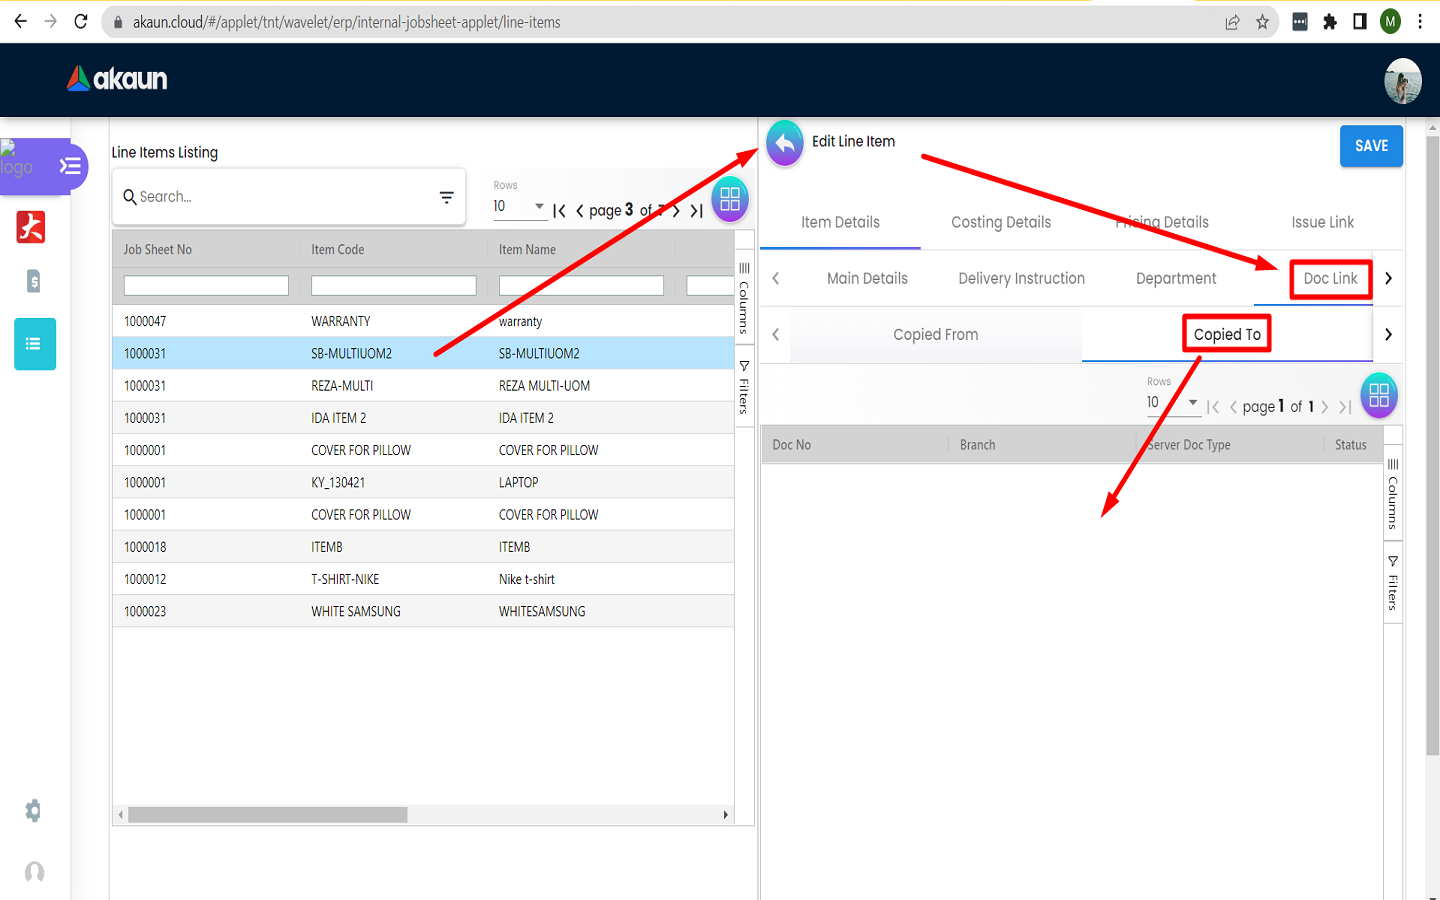 akaun.cloud/#/applet/tnt/wavelet/erp/internal-jobsheet-applet/line-items
M
akaun
logo
Line Items Listing
Search...
Rows
10
page 3 of 7
Job Sheet No Item Code Item Name
1000047 WARRANTY warranty
1000031 SB-MULTIUOM2 SB-MULTIUOM2
1000031 REZA-MULTI REZA MULTI-UOM
1000031 IDA ITEM 2 IDA ITEM 2
1000001 COVER FOR PILLOW COVER FOR PILLOW
1000001 KY_130421 LAPTOP
1000001 COVER FOR PILLOW COVER FOR PILLOW
1000018 ITEMB ITEMB
1000012 T-SHIRT-NIKE Nike t-shirt
1000023 WHITE SAMSUNG WHITESAMSUNG
Columns
Filters
Edit Line Item
SAVE
Item Details Costing Details Pricing Details Issue Link
Main Details Delivery Instruction Department Doc Link
Copied From Copied To
Rows
10
page 1 of 1
Doc No Branch Server Doc Type Status
Columns
Filters